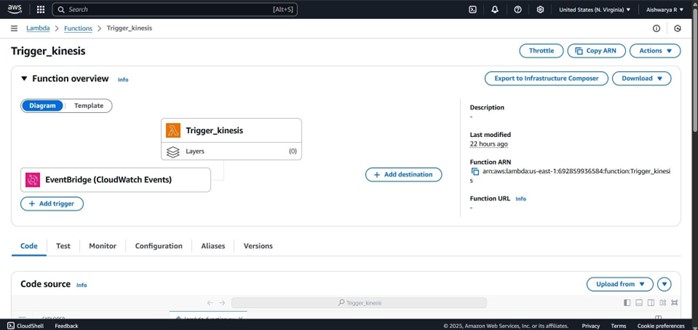 aws
Search [Alt+S] United States (N. Virginia) Aishwarya R
Lambda > Functions > Trigger_kinesis
Trigger_kinesis Throttle Copy ARN Actions
Function overview Info Export to Infrastructure Composer Download
Diagram Template
Trigger_kinesis
Layers (0)
EventBridge (CloudWatch Events)
+ Add trigger
+ Add destination
Description
-
Last modified
22 hours ago
Function ARN
arn:aws:lambda:us-east-1:692859936584:function:Trigger_kinesi
s
Function URL Info
-
Code Test Monitor Configuration Aliases Versions
Code source Info Upload from
Trigger_kinesis
CloudShell Feedback © 2025, Amazon Web Services, Inc. or its affiliates. Privacy Terms Cookie preferences